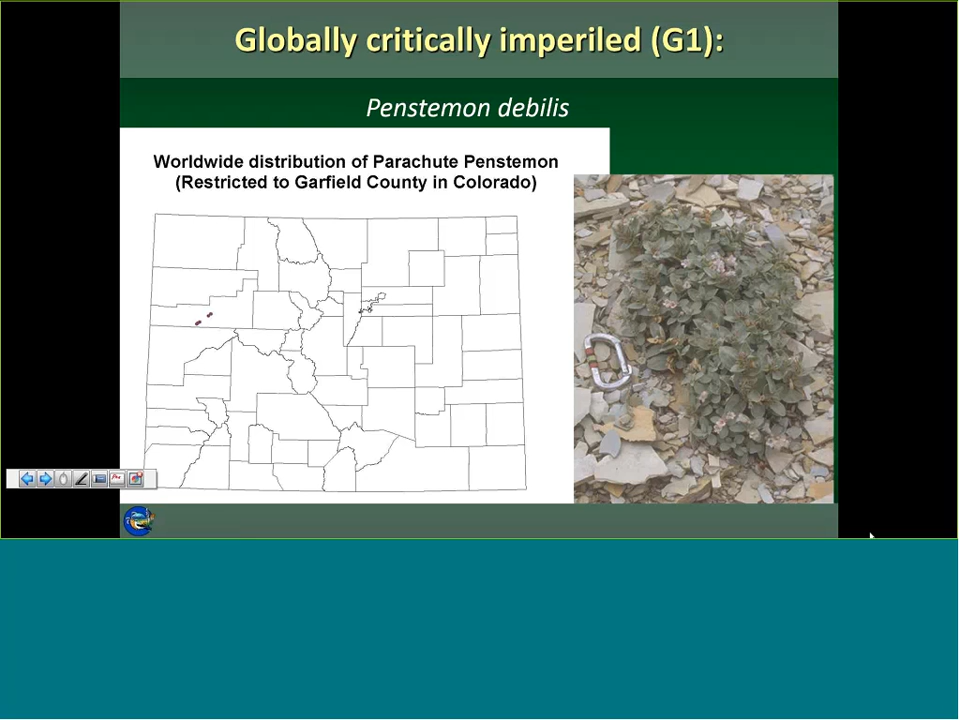 Globally critically imperiled (G1):
Penstemon debilis
Worldwide distribution of Parachute Penstemon
(Restricted to Garfield County in Colorado)